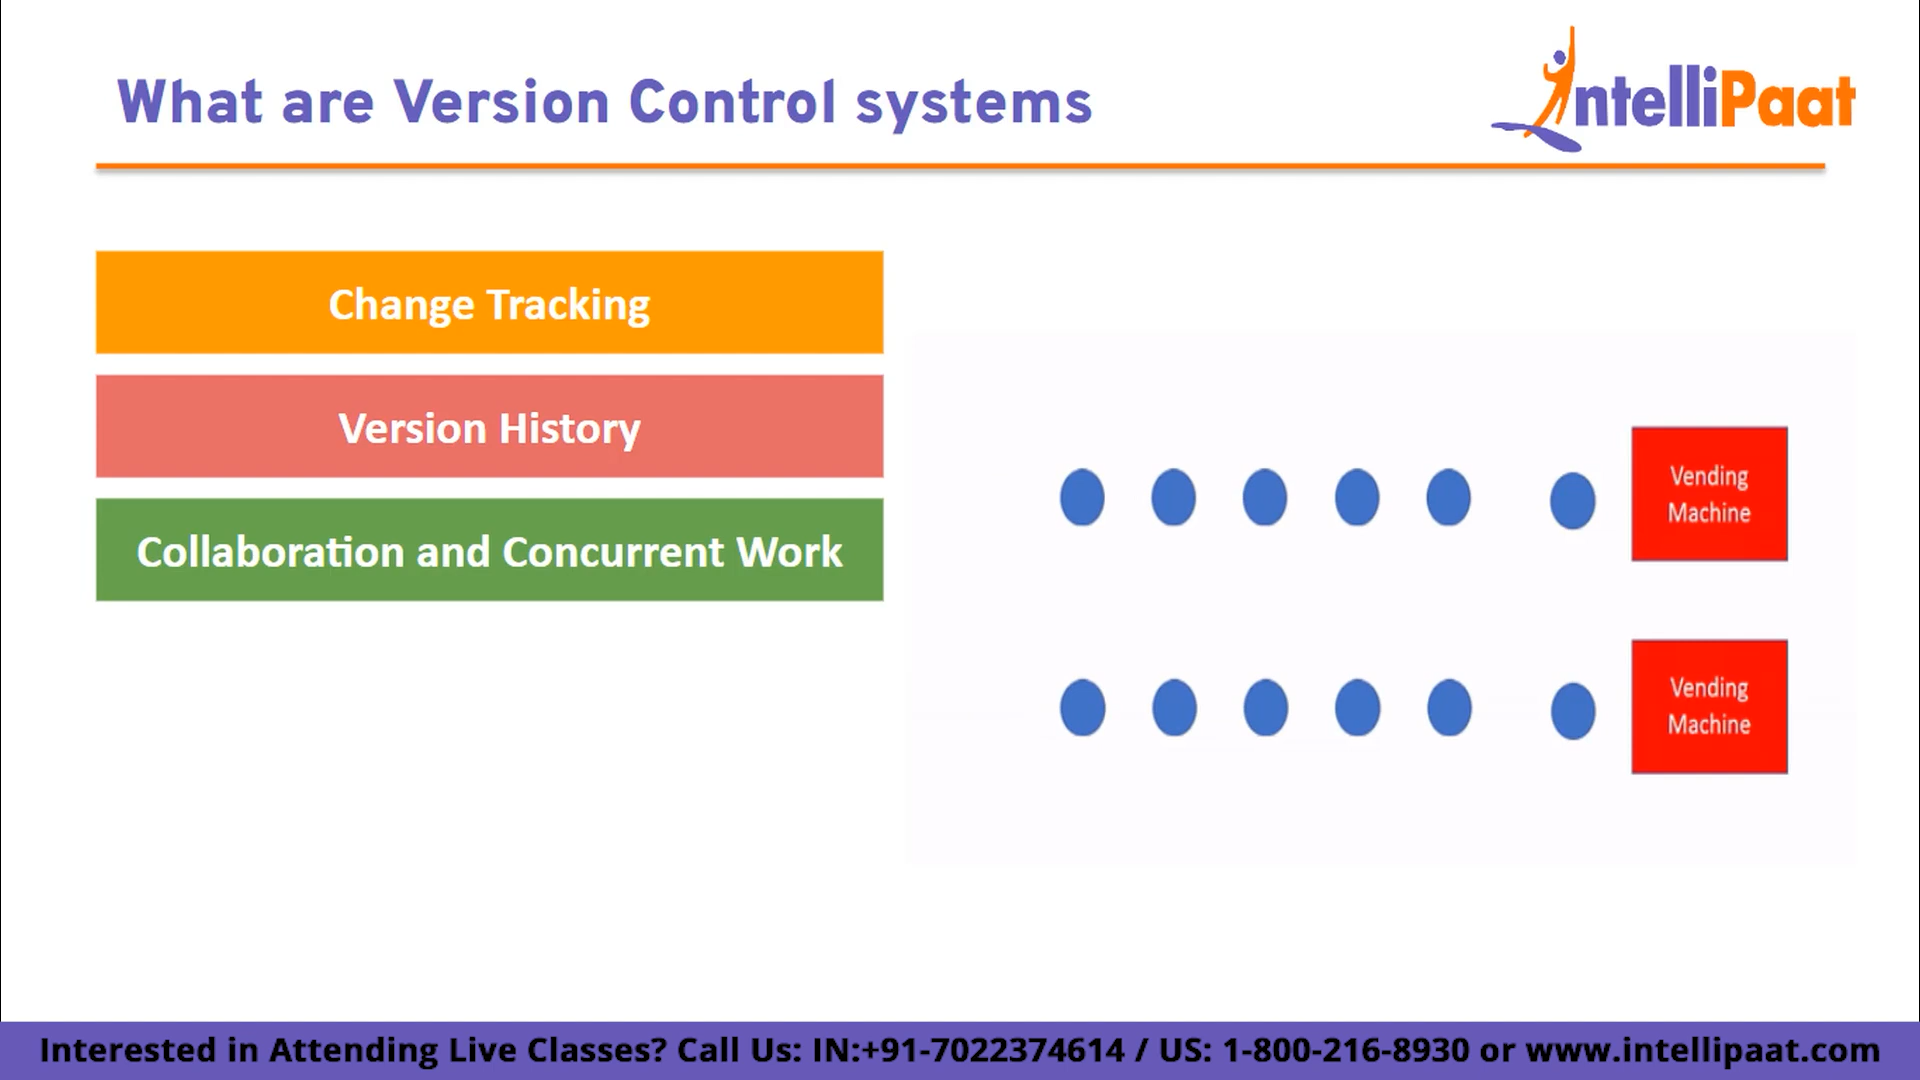 What are Version Control systems
IntelliPaat
Change Tracking
Version History
Collaboration and Concurrent Work
Vending
Machine
Vending
Machine
Interested in Attending Live Classes? Call Us: IN:+91-7022374614 / US: 1-800-216-8930 or www.intellipaat.com